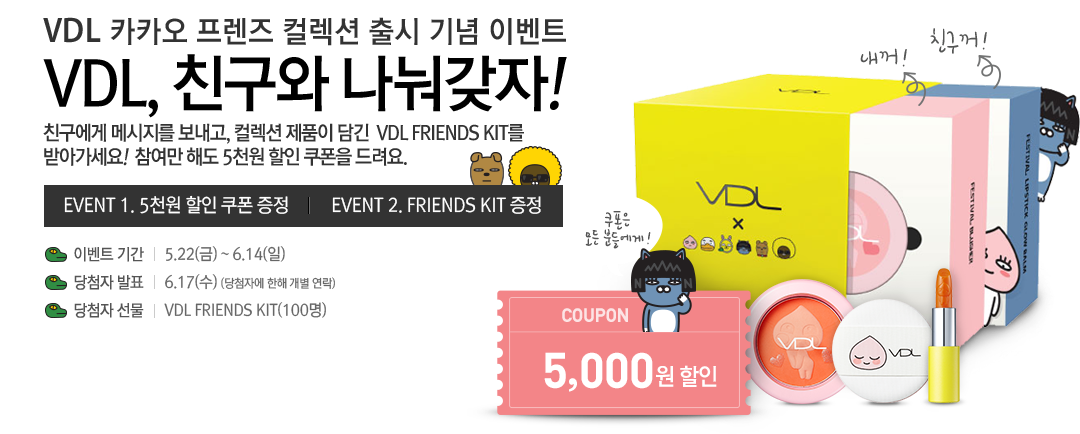 VDL 카카오 프렌즈 컬렉션 출시 기념 이벤트
VDL, 친구와 나눠갖자!
친구에게 메시지를 보내고, 컬렉션 제품이 담긴 VDL FRIENDS KIT를
받아가세요! 참여만 해도 5천원 할인 쿠폰을 드려요.
EVENT 1. 5천원 할인 쿠폰 증정 | EVENT 2. FRIENDS KIT 증정
이벤트 기간 | 5.22(금) ~ 6.14(일)
당첨자 발표 | 6.17(수) (당첨자에 한해 개별 연락)
당첨자 선물 | VDL FRIENDS KIT(100명)
내꺼!
친구꺼!
VDL
X
FESTIVAL BLUSHER
FESTIVAL LIPSTICK GLOW BALM
쿠폰은
모든 분들에게!
COUPON
5,000원 할인
VDL
VDL